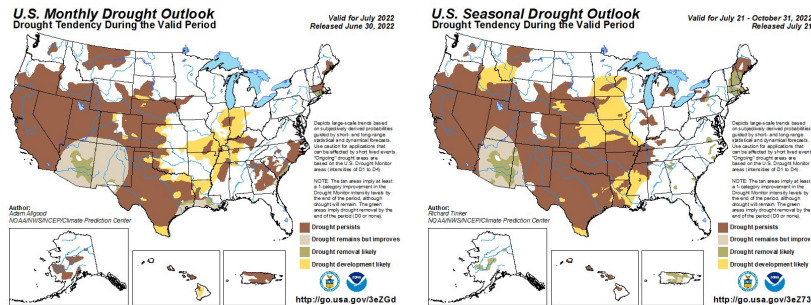 U.S. Monthly Drought Outlook
Drought Tendency During the Valid Period
Valid for July 2022
Released June 30, 2022
Depicts large-scale trends based
on subjectively derived probabilities
guided by short- and long-range
statistical and dynamical forecasts.
Use caution for applications that
can be affected by short lived events.
"Ongoing" drought areas are
based on the U.S. Drought Monitor
areas (intensities of D1 to D4).
NOTE: The tan areas imply at least
a 1-category improvement in the
Drought Monitor intensity levels by
the end of the period, although
drought will remain. The green
areas imply drought removal by the
end of the period (D0 or none).
Author:
Adam Allgood
NOAA/NWS/NCEP/Climate Prediction Center
Drought persists
Drought remains but improves
Drought removal likely
Drought development likely
http://go.usa.gov/3eZGd
U.S. Seasonal Drought Outlook
Drought Tendency During the Valid Period
Valid for July 21 - October 31, 2022
Released July 21
Depicts large-scale trends based
on subjectively derived probabilities
guided by short- and long-range
statistical and dynamical forecasts.
Use caution for applications that
can be affected by short lived event
"Ongoing" drought areas are
based on the U.S. Drought Monitor
areas (intensities of D1 to D4).
NOTE: The tan areas imply at least
a 1-category improvement in the
Drought Monitor intensity levels by
the end of the period, although
drought will remain. The green
areas imply drought removal by the
end of the period (D0 or none).
Author:
Richard Tinker
NOAA/NWS/NCEP/Climate Prediction Center
Drought persists
Drought remains but improves
Drought removal likely
Drought development likely